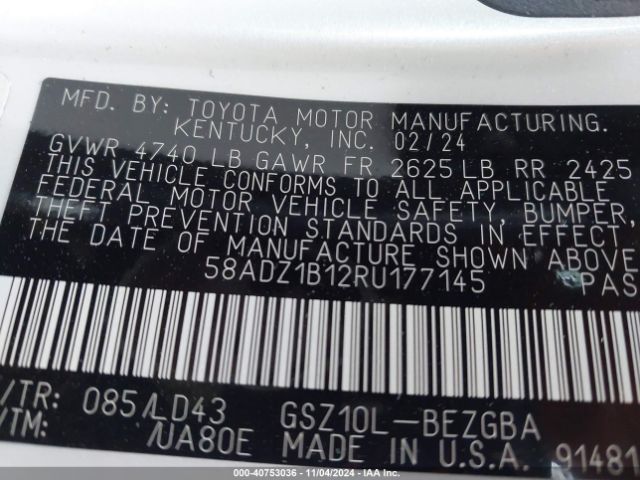 MFD. BY: TOYOTA MOTOR MANUFACTURING.
KENTUCKY, INC. 02/24
GVWR 4740 LB GAWR FR 2625 LB RR 2425
THIS VEHICLE CONFORMS TO ALL APPLICABLE
FEDERAL MOTOR VEHICLE SAFETY, BUMPER,
THEFT PREVENTION STANDARDS IN EFFECT
THE DATE OF MANUFACTURE SHOWN ABOVE
58ADZ1B12RU177145 PAS
/TR: 085/LD43 GSZ10L-BEZGBA
/TM: /UA80E MADE IN U.S.A. 91481
000-40753036 - 11/04/2024 - IAA, LLC